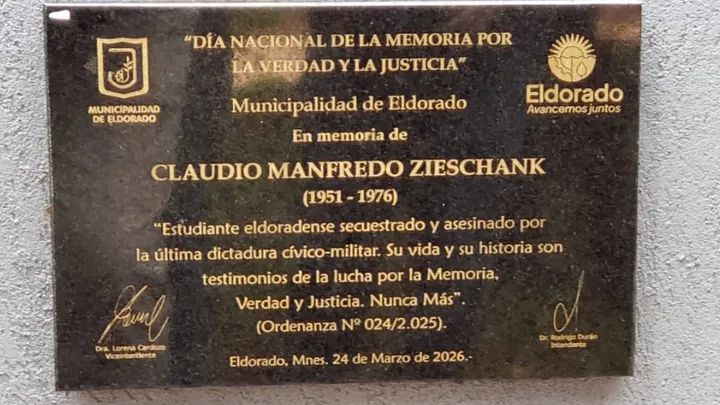 "DÍA NACIONAL DE LA MEMORIA POR
LA VERDAD Y LA JUSTICIA"
MUNICIPALIDAD
DE ELDORADO
Eldorado
Avancemos juntos
Municipalidad de Eldorado
En memoria de
CLAUDIO MANFREDO ZIESCHANK
(1951 - 1976)
"Estudiante eldoradense secuestrado y asesinado por
la última dictadura cívico-militar. Su vida y su historia son
testimonios de la lucha por la Memoria,
Verdad y Justicia. Nunca Más".
(Ordenanza Nº 024/2.025).
Dra. Lorena Cardozo
Viceintendente
Dr. Rodrigo Durán
Intendente
Eldorado, Mnes. 24 de Marzo de 2026.-